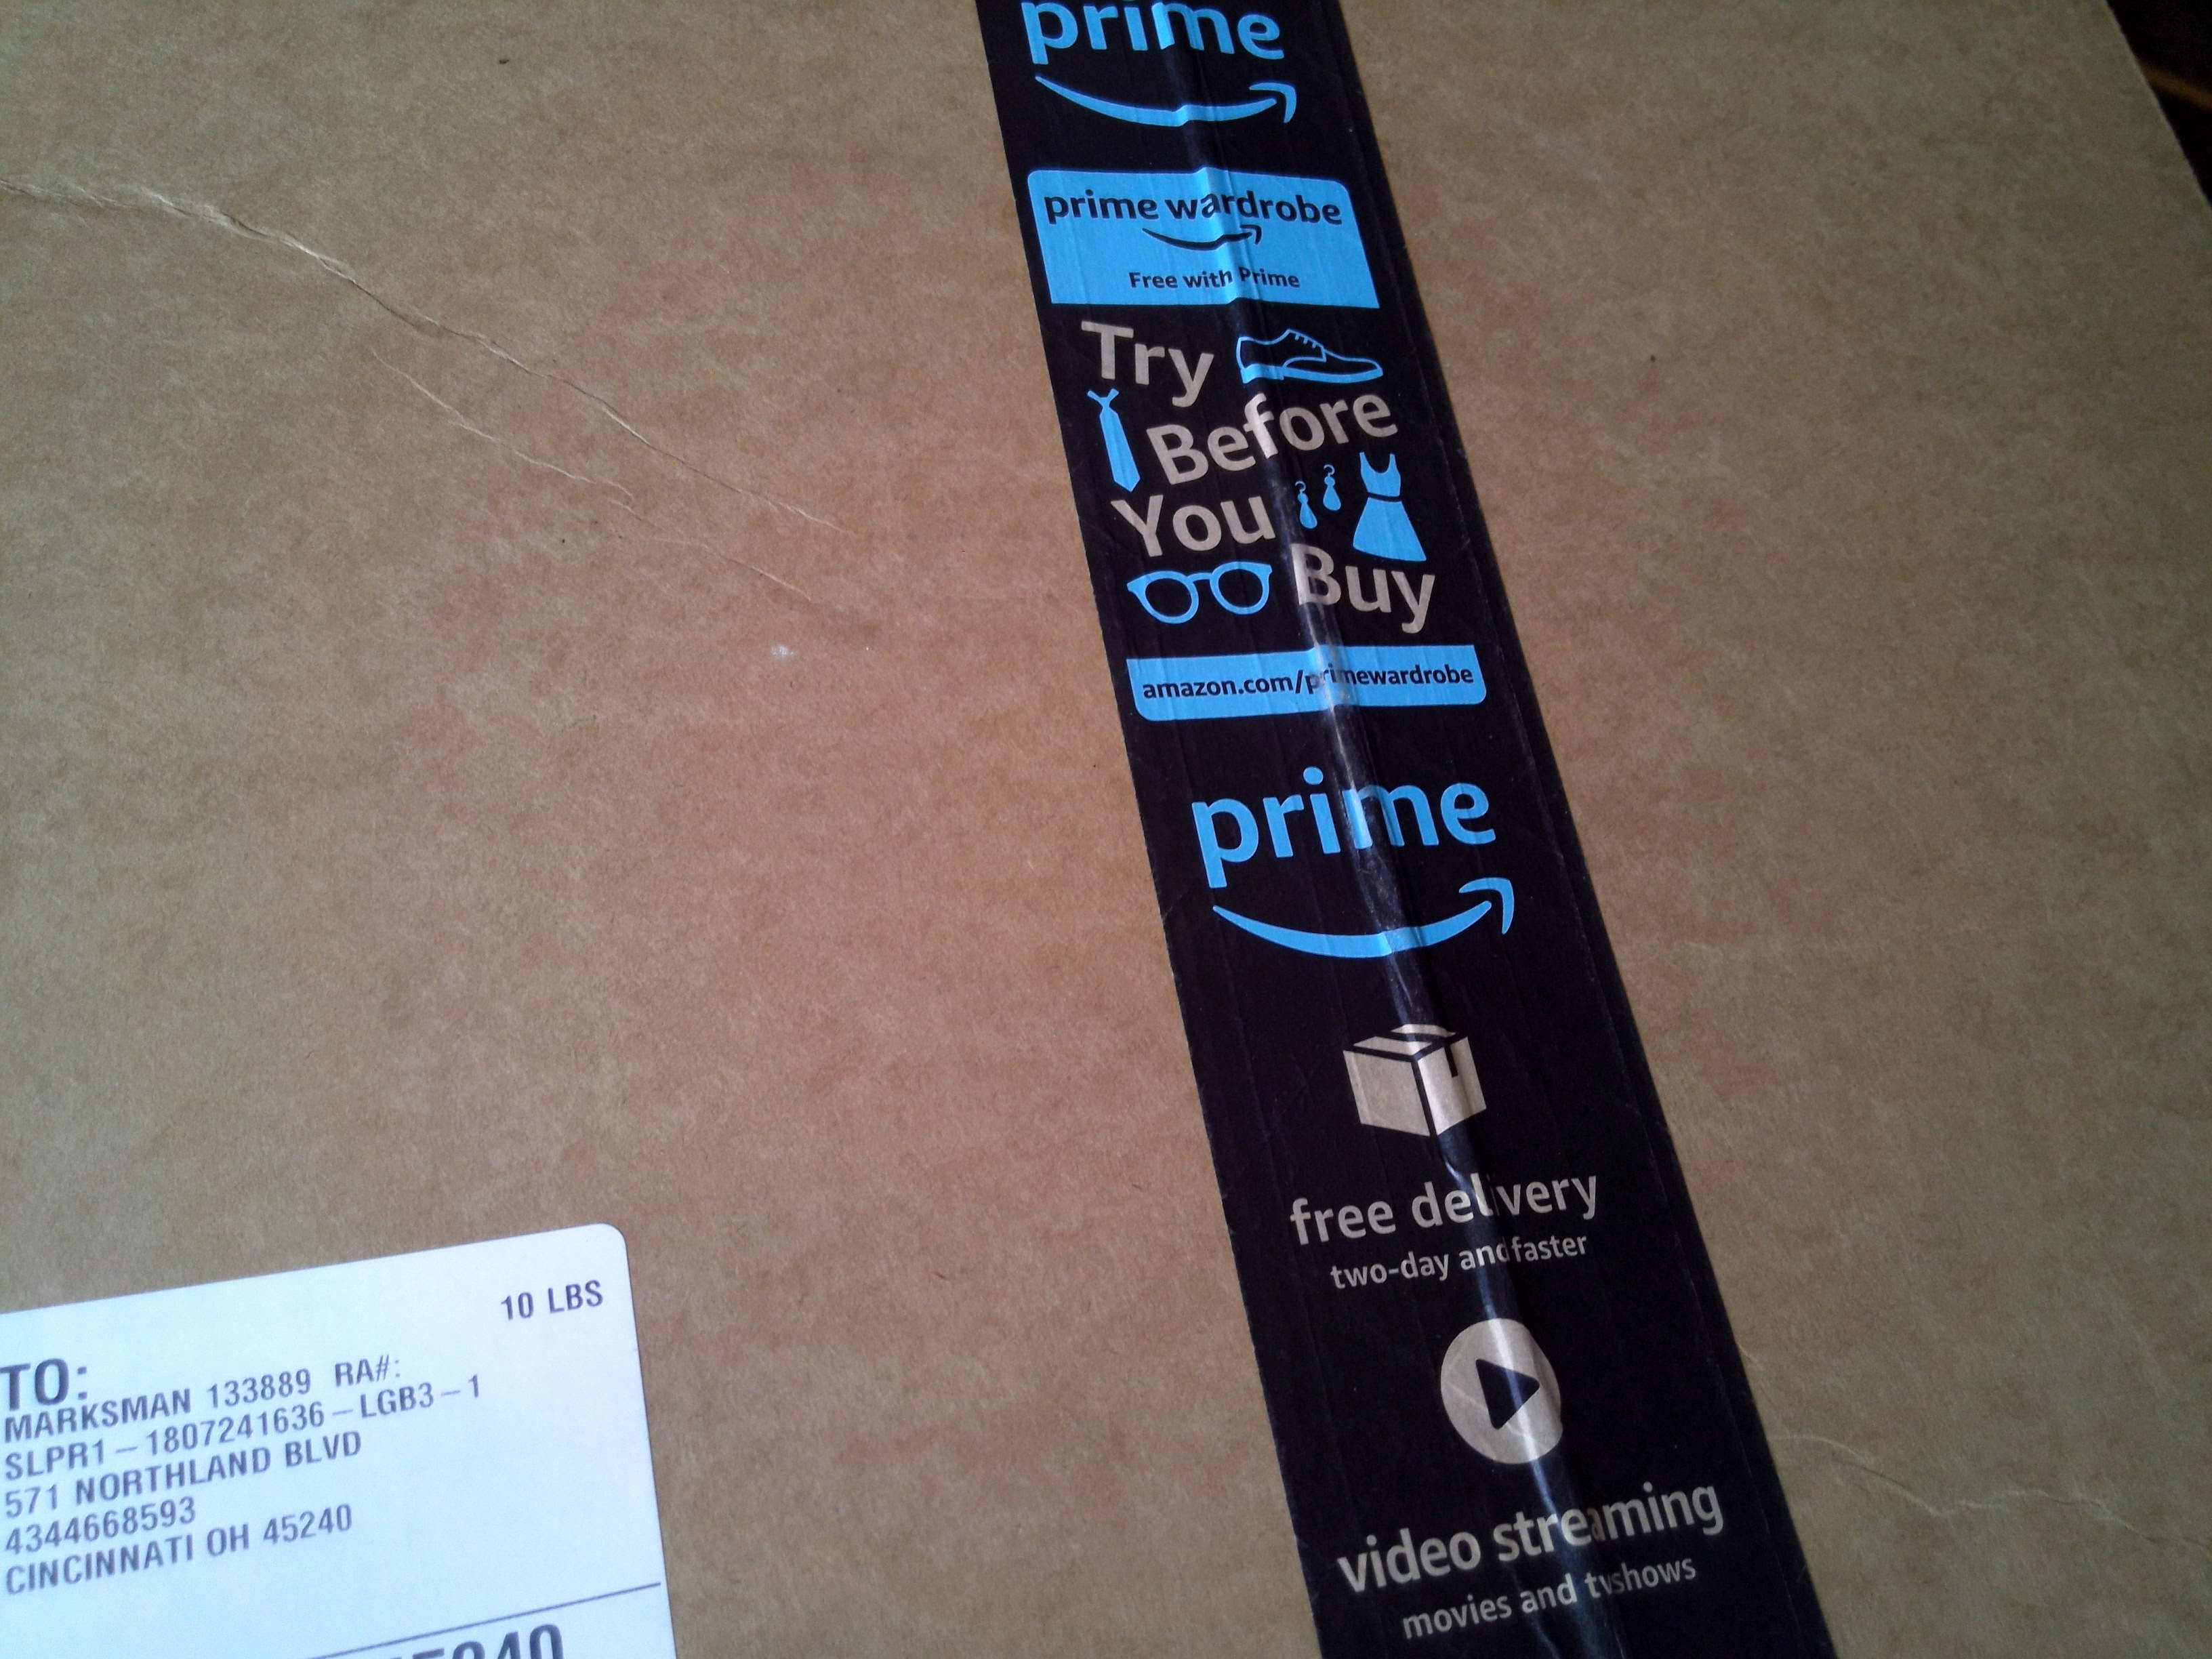 prime
prime wardrobe
Free with Prime
Try
Before
You
Buy
amazon.com/primewardrobe
prime
free delivery
two-day and faster
video streaming
movies and tv shows
10 LBS
TO:
MARKSMAN 133889 RA#:
SLPR1-1807241636-LGB3-1
571 NORTHLAND BLVD
4344668593
CINCINNATI OH 45240